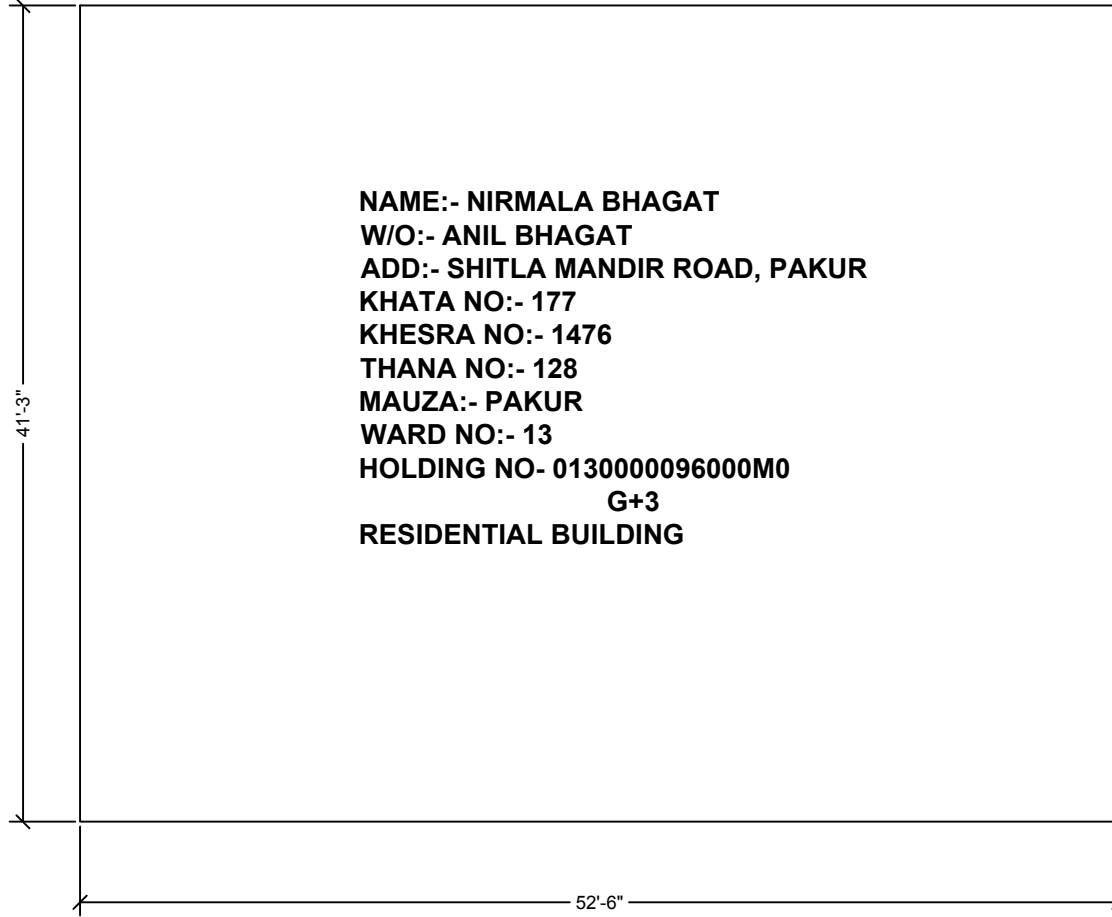 NAME:- NIRMALA BHAGAT
W/O:- ANIL BHAGAT
ADD:- SHITLA MANDIR ROAD, PAKUR
KHATA NO:- 177
KHESRA NO:- 1476
THANA NO:- 128
MAUZA:- PAKUR
WARD NO:- 13
HOLDING NO- 0130000096000M0
G+3
RESIDENTIAL BUILDING
41'-3"
52'-6"